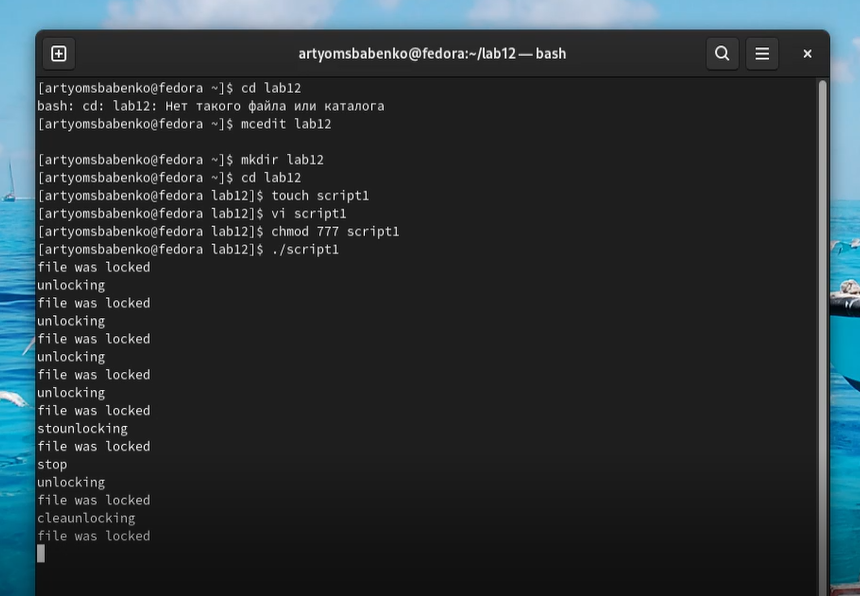 artyomsbabenko@fedora:~/lab12 — bash
[artyomsbabenko@fedora ~]$ cd lab12
bash: cd: lab12: Нет такого файла или каталога
[artyomsbabenko@fedora ~]$ mcedit lab12
[artyomsbabenko@fedora ~]$ mkdir lab12
[artyomsbabenko@fedora ~]$ cd lab12
[artyomsbabenko@fedora lab12]$ touch script1
[artyomsbabenko@fedora lab12]$ vi script1
[artyomsbabenko@fedora lab12]$ chmod 777 script1
[artyomsbabenko@fedora lab12]$ ./script1
file was locked
unlocking
file was locked
unlocking
file was locked
unlocking
file was locked
unlocking
file was locked
stounlocking
file was locked
stop
unlocking
file was locked
cleaunlocking
file was locked